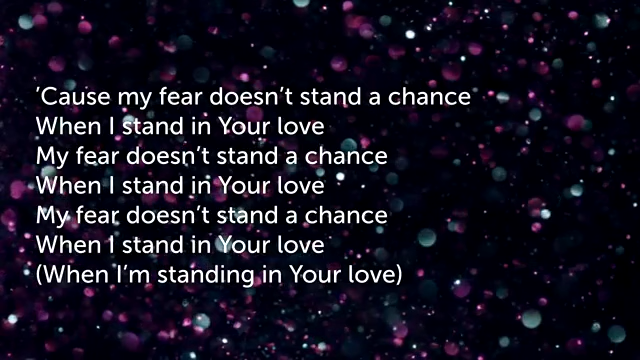 ’Cause my fear doesn’t stand a chance
When I stand in Your love
My fear doesn’t stand a chance
When I stand in Your love
My fear doesn’t stand a chance
When I stand in Your love
(When I’m standing in Your love)